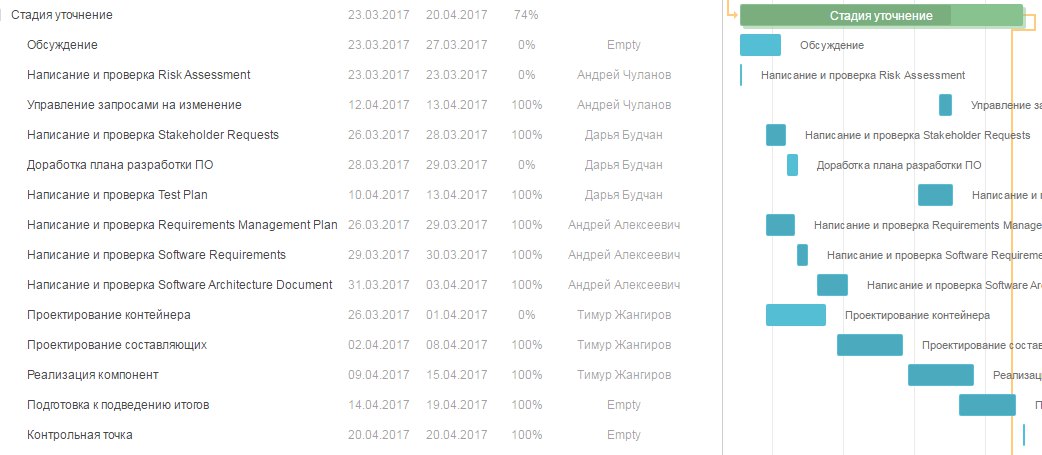 Стадия уточнение 23.03.2017 20.04.2017 74% Стадия уточнение
Обсуждение 23.03.2017 27.03.2017 0% Empty Обсуждение
Написание и проверка Risk Assessment 23.03.2017 23.03.2017 0% Андрей Чуланов Написание и проверка Risk Assessment
Управление запросами на изменение 12.04.2017 13.04.2017 100% Андрей Чуланов Управление за
Написание и проверка Stakeholder Requests 26.03.2017 28.03.2017 100% Дарья Будчан Написание и проверка Stakeholder Requests
Доработка плана разработки ПО 28.03.2017 29.03.2017 0% Дарья Будчан Доработка плана разработки ПО
Написание и проверка Test Plan 10.04.2017 13.04.2017 100% Дарья Будчан Написание и
Написание и проверка Requirements Management Plan 26.03.2017 29.03.2017 100% Андрей Алексеевич Написание и проверка Requirements Manage
Написание и проверка Software Requirements 29.03.2017 30.03.2017 100% Андрей Алексеевич Написание и проверка Software Requireme
Написание и проверка Software Architecture Document 31.03.2017 03.04.2017 100% Андрей Алексеевич Написание и проверка Software Ar
Проектирование контейнера 26.03.2017 01.04.2017 0% Тимур Жангиров Проектирование контейнера
Проектирование составляющих 02.04.2017 08.04.2017 100% Тимур Жангиров Проектирование состав
Реализация компонент 09.04.2017 15.04.2017 100% Тимур Жангиров Реализац
Подготовка к подведению итогов 14.04.2017 19.04.2017 100% Empty П
Контрольная точка 20.04.2017 20.04.2017 100% Empty